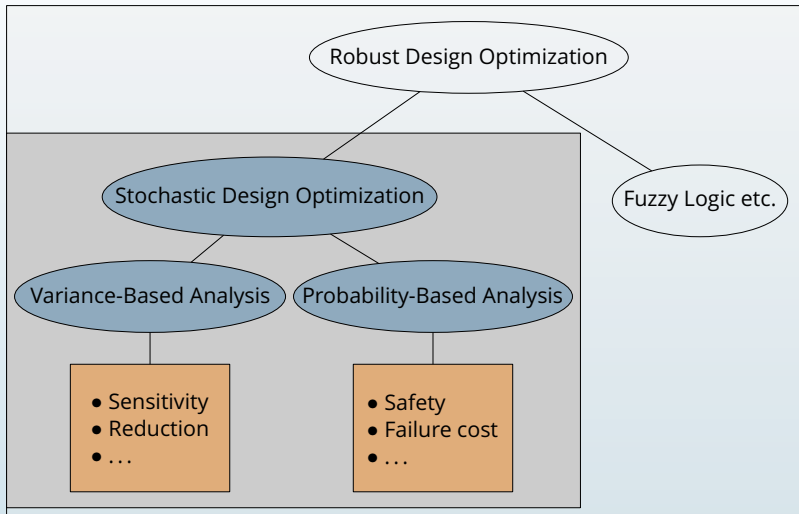 Robust Design Optimization
Stochastic Design Optimization
Fuzzy Logic etc.
Variance-Based Analysis
Probability-Based Analysis
● Sensitivity
● Reduction
● . . .
● Safety
● Failure cost
● . . .